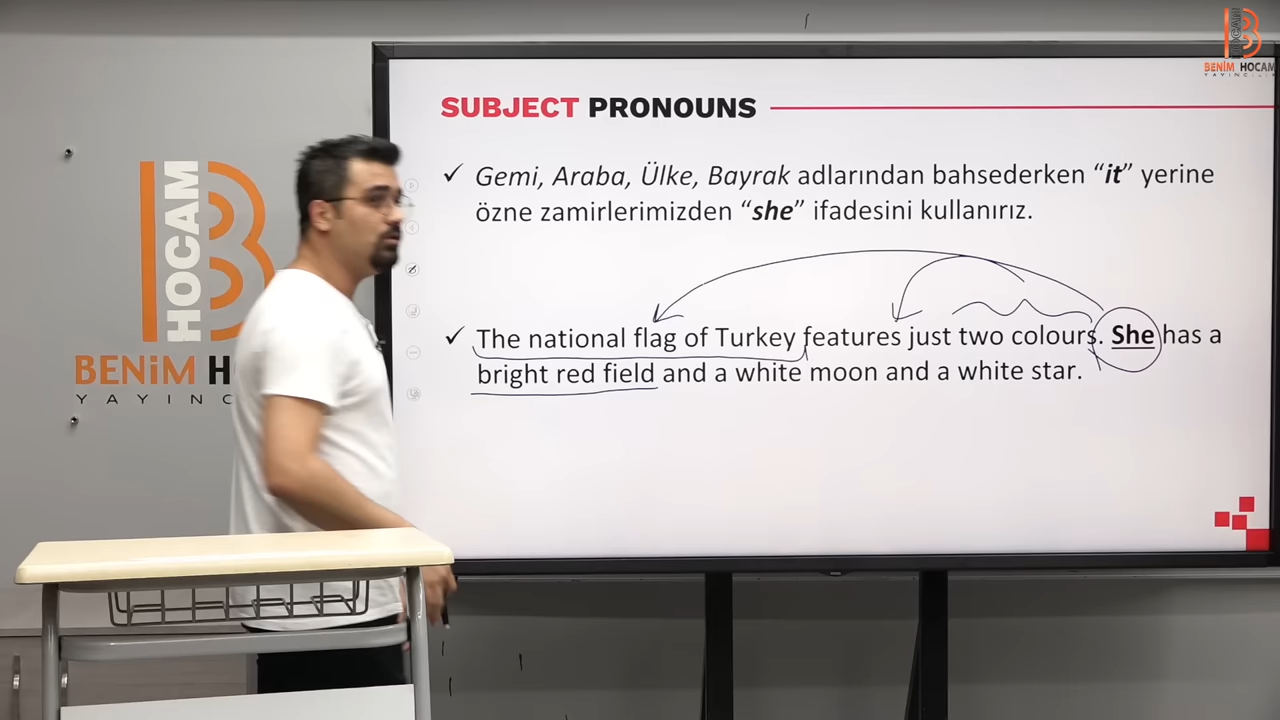 BENİM HOCAM
YAYINCILIK
SUBJECT PRONOUNS
✓ Gemi, Araba, Ülke, Bayrak adlarından bahsederken “it” yerine
özne zamirlerimizden “she” ifadesini kullanırız.
✓ The national flag of Turkey features just two colours. She has a
bright red field and a white moon and a white star.
HOCAM
BENİM H
YAYINC